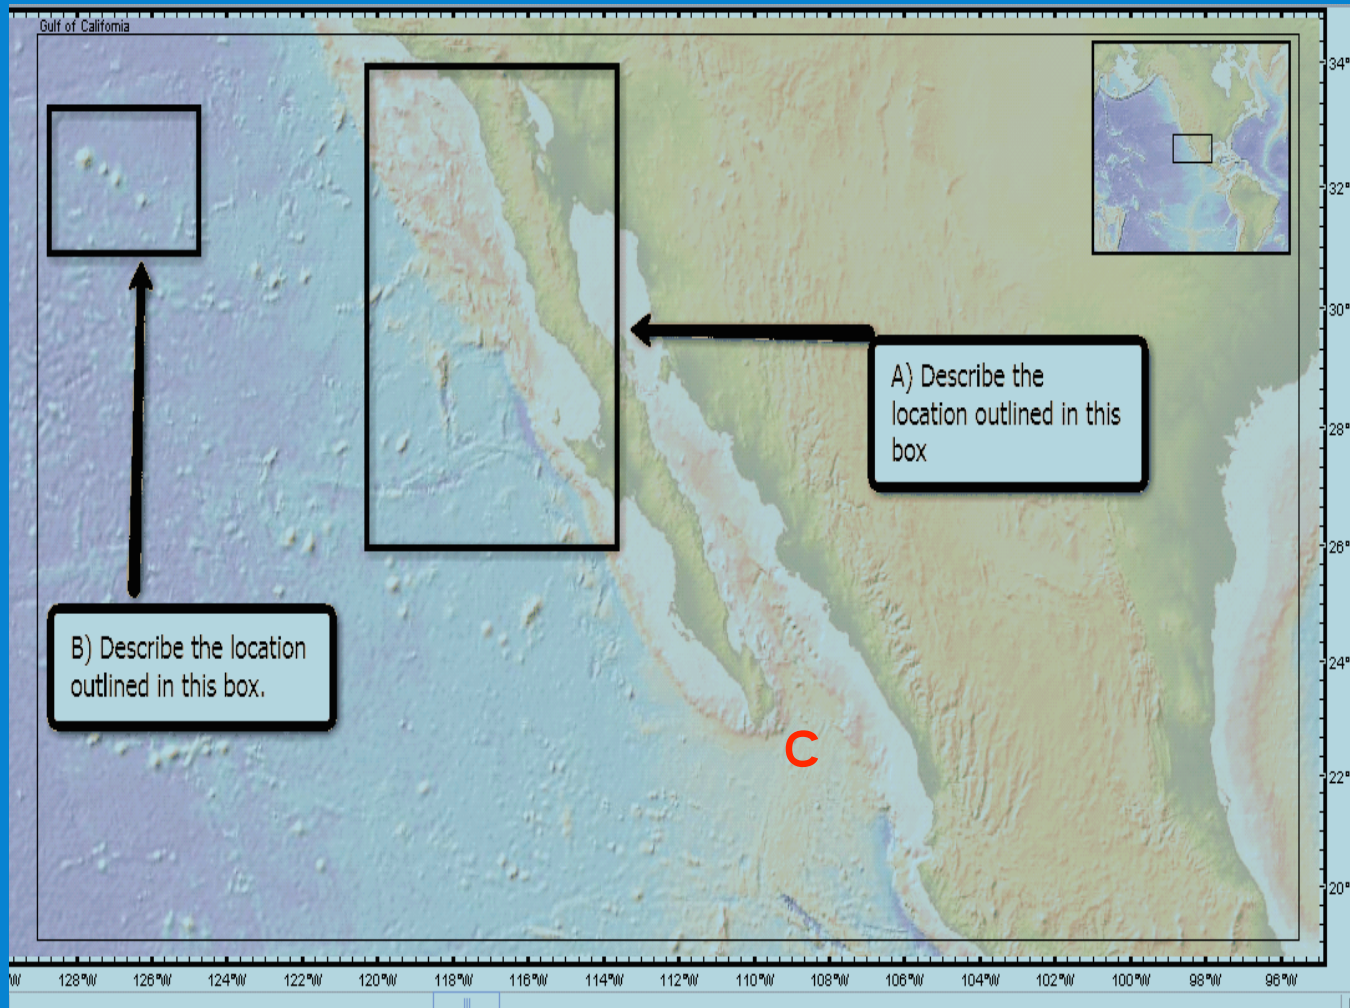 Gulf of California
34°
32°
30°
A) Describe the
location outlined in this
box
28°
26°
B) Describe the location
outlined in this box.
24°
C
22°
20°
W 128°W 126°W 124°W 122°W 120°W 118°W 116°W 114°W 112°W 110°W 108°W 106°W 104°W 102°W 100°W 98°W 96°W